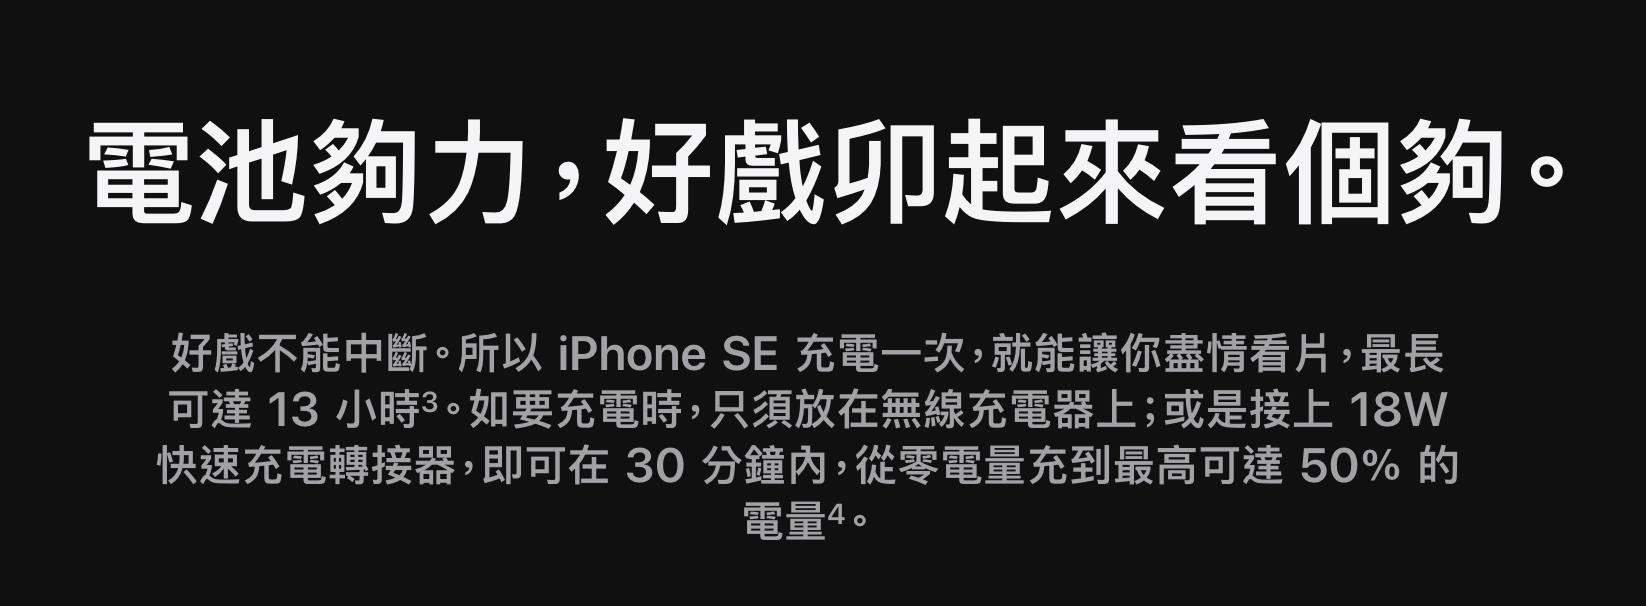 電池夠力，好戲卯起來看個夠。
好戲不能中斷。所以 iPhone SE 充電一次，就能讓你盡情看片，最長
可達 13 小時³。如要充電時，只須放在無線充電器上；或是接上 18W
快速充電轉接器，即可在 30 分鐘內，從零電量充到最高可達 50% 的
電量⁴。